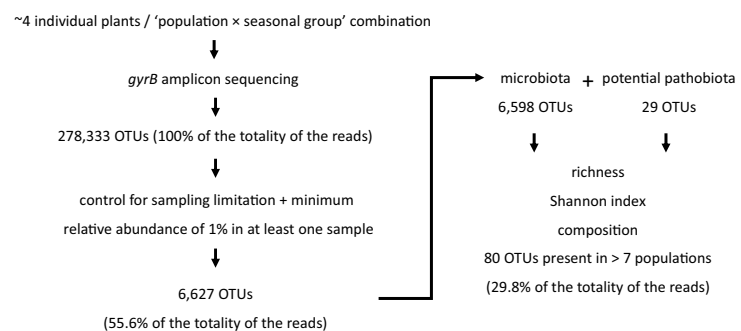 ~4 individual plants / ‘population × seasonal group’ combination
gyrB amplicon sequencing
278,333 OTUs (100% of the totality of the reads)
control for sampling limitation + minimum
relative abundance of 1% in at least one sample
6,627 OTUs
(55.6% of the totality of the reads)
microbiota + potential pathobiota
6,598 OTUs 29 OTUs
richness
Shannon index
composition
80 OTUs present in > 7 populations
(29.8% of the totality of the reads)